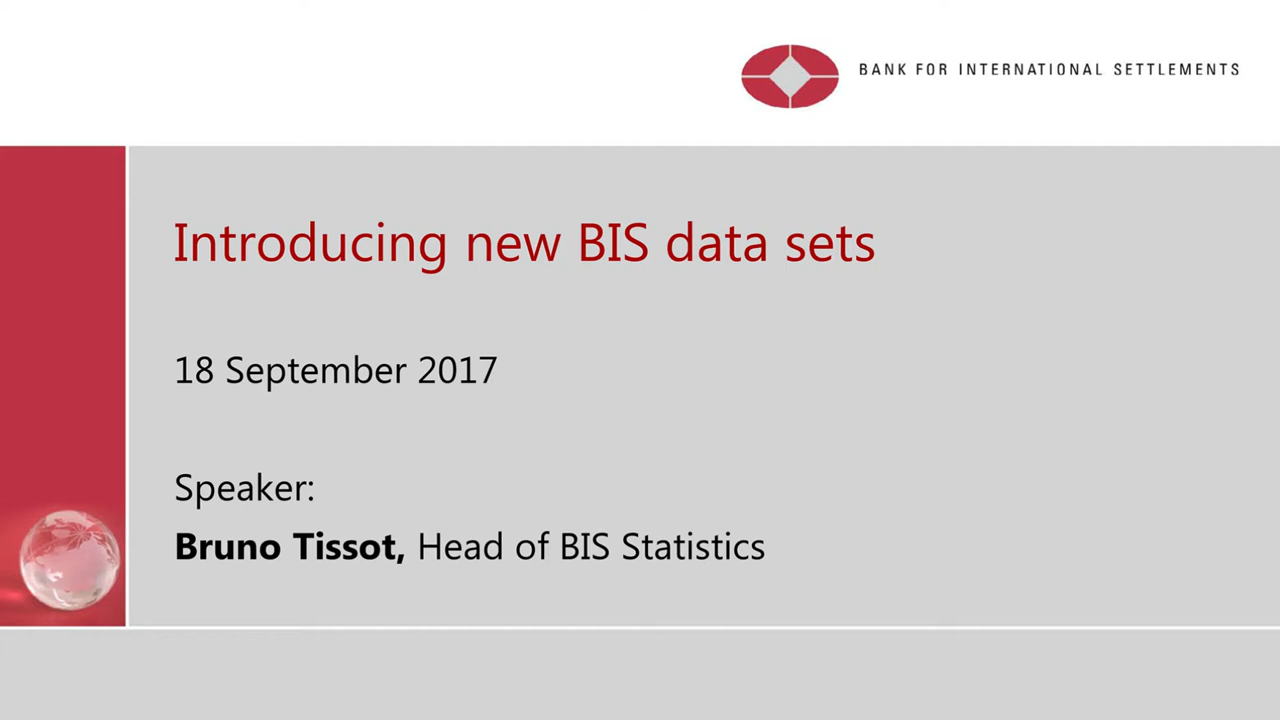 BANK FOR INTERNATIONAL SETTLEMENTS
Introducing new BIS data sets
18 September 2017
Speaker:
Bruno Tissot, Head of BIS Statistics